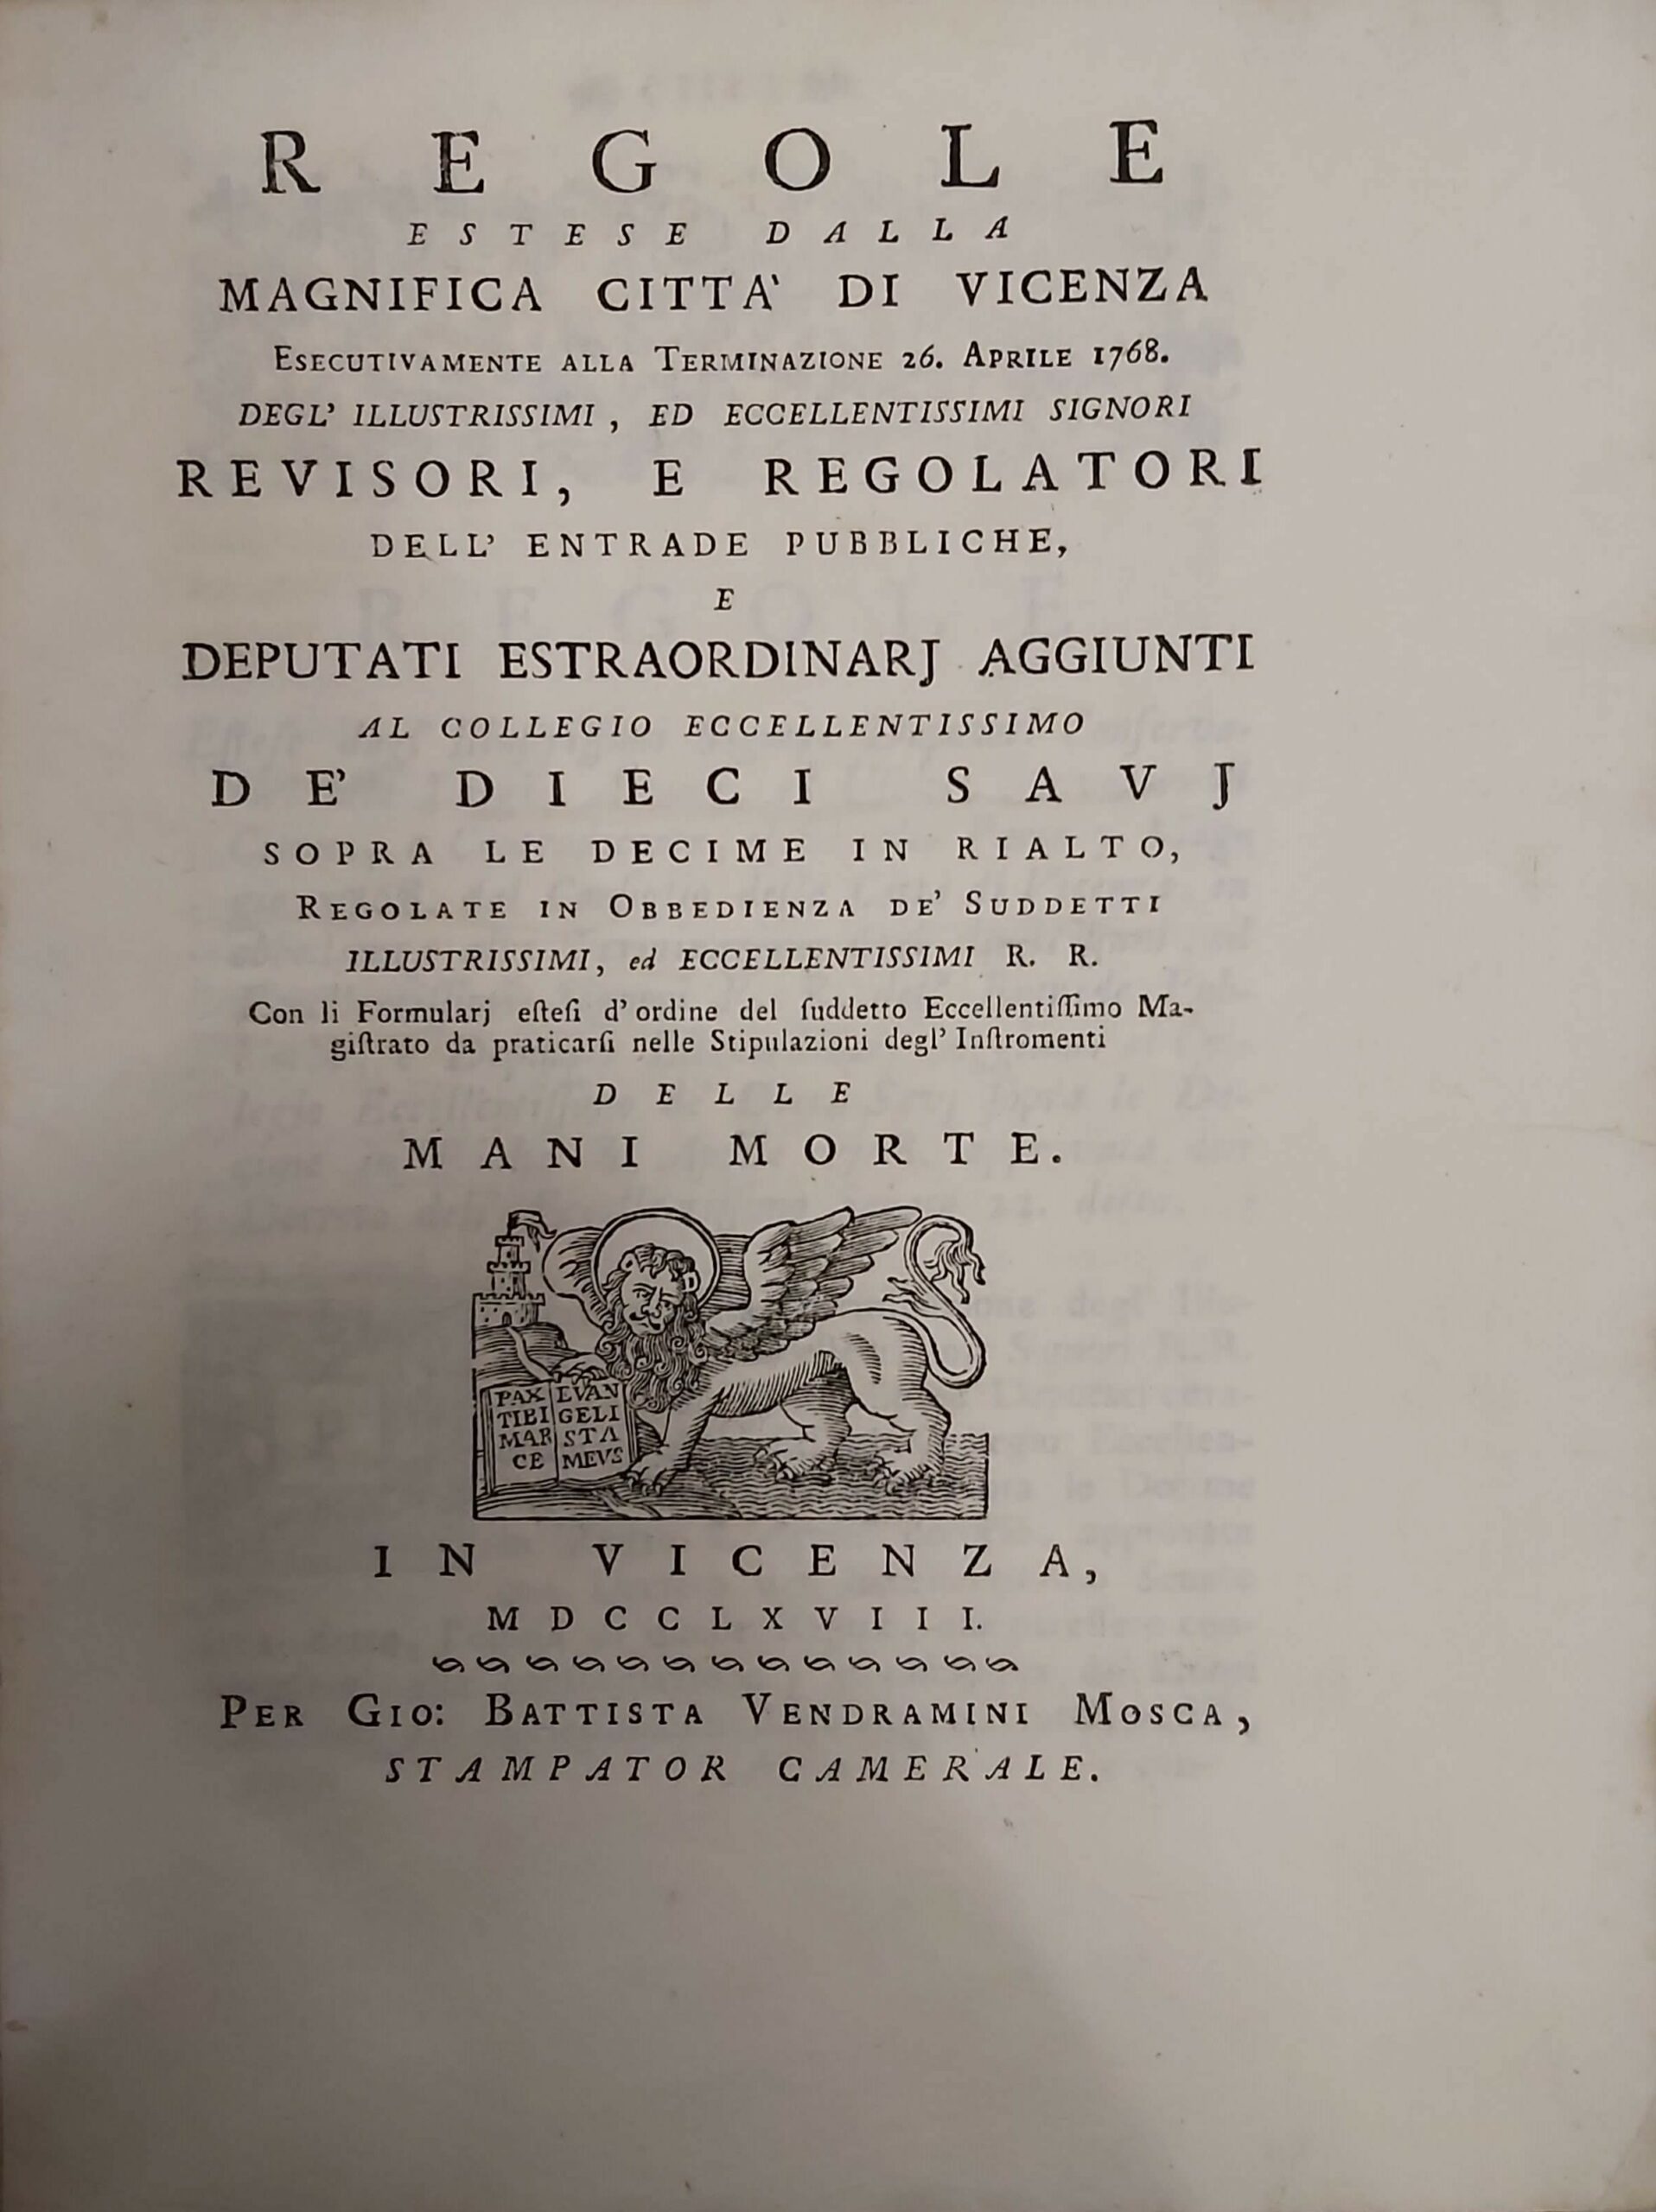 REGOLE
ESTESE DALLA
MAGNIFICA CITTA' DI VICENZA
ESECUTIVAMENTE ALLA TERMINAZIONE 26. APRILE 1768.
DEGL' ILLUSTRISSIMI, ED ECCELLENTISSIMI SIGNORI
REVISORI, E REGOLATORI
DELL' ENTRADE PUBBLICHE,
E
DEPUTATI ESTRAORDINARJ AGGIUNTI
AL COLLEGIO ECCELLENTISSIMO
DE' DIECI SAVJ
SOPRA LE DECIME IN RIALTO,
REGOLATE IN OBBEDIENZA DE' SUDDETTI
ILLUSTRISSIMI, ed ECCELLENTISSIMI R. R.
Con li Formularj eſteſi d' ordine del ſuddetto Eccellentiſſimo Ma-
giſtrato da praticarſi nelle Stipulazioni degl' Inſtromenti
DELLE
MANI MORTE.
PAX EVAN
TIBI GELI
MAR STA
CE MEVS
IN VICENZA,
MDCCLXVIII.
PER GIO: BATTISTA VENDRAMINI MOSCA,
STAMPATOR CAMERALE.